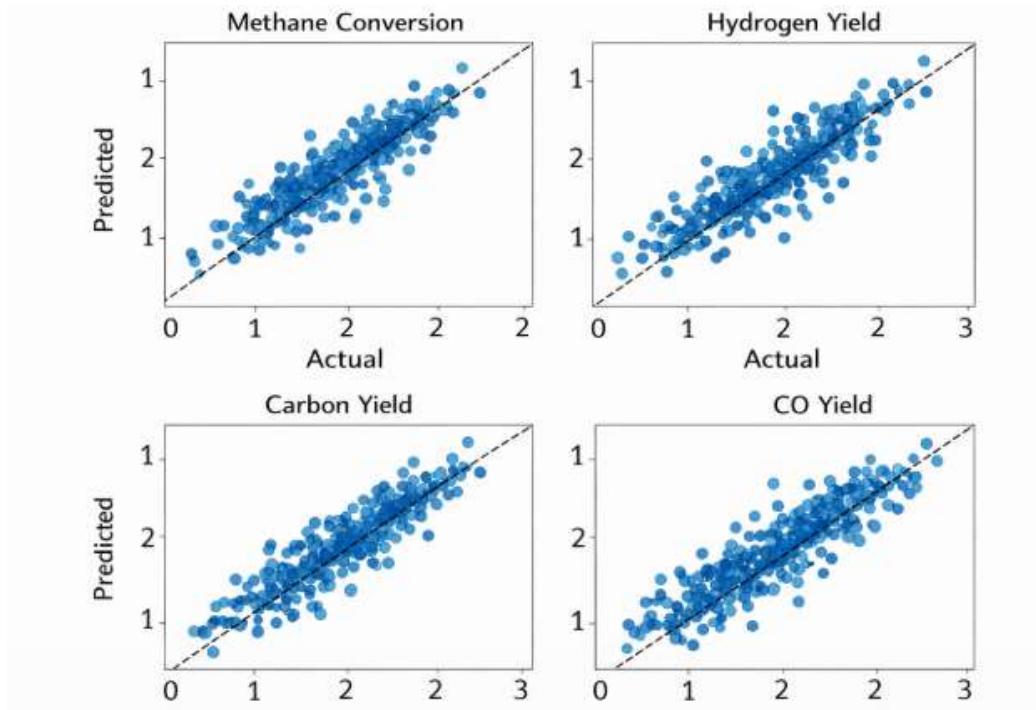 Methane Conversion
Hydrogen Yield
Predicted
1
2
1
0 1 2 2 2
Actual
1
2
1
0 1 2 2 3
Actual
Carbon Yield
CO Yield
Predicted
1
2
1
0 1 2 2 3
1
2
1
0 1 2 2 3